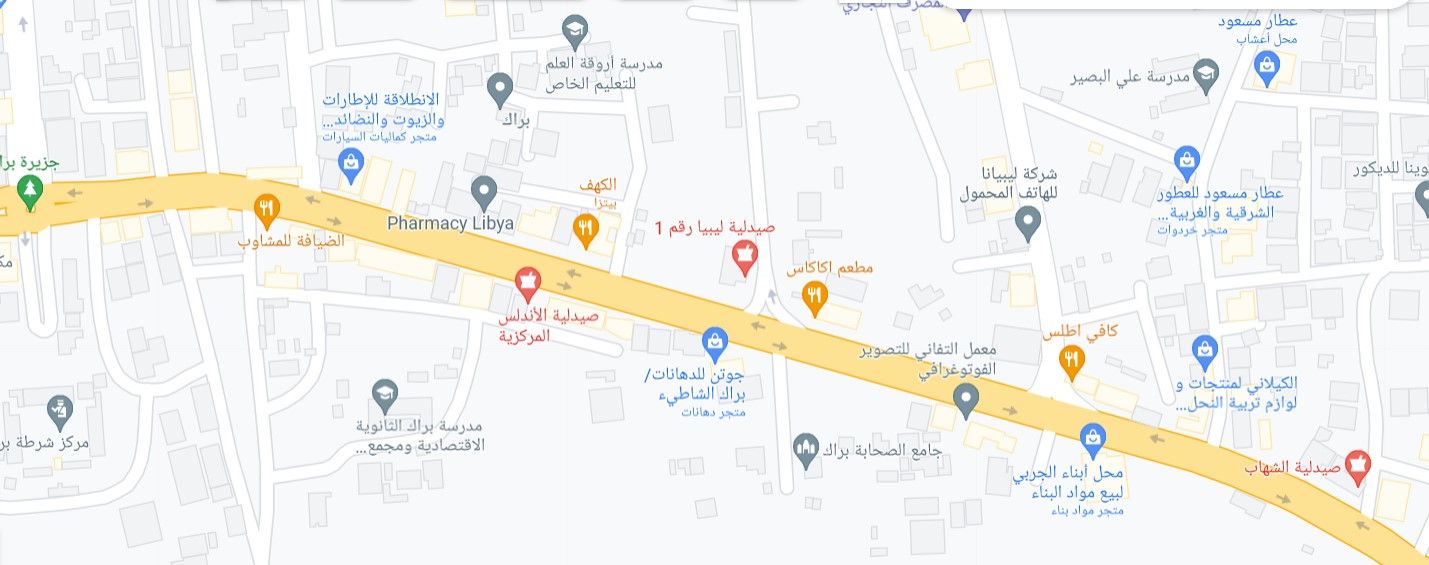 المصرف التجاري
عطار مسعود
محل أعشاب
مدرسة أروقة العلم
للتعليم الخاص
مدرسة علي البصير
الانطلاقة للإطارات
والزيوت والنضائد...
متجر كماليات السيارات
براك
جزيرة برا
شركة ليبيانا
للهاتف المحمول
عطار مسعود للعطور
الشرقية والغربية...
متجر خردوات
وينا للديكور
الكهف
بيتزا
Pharmacy Libya
صيدلية ليبيا رقم 1
الضيافة للمشاوب
مطعم اكاكاس
صيدلية الأندلس
المركزية
كافي اطلس
معمل التفاني للتصوير
الفوتوغرافي
جوتن للدهانات/
براك الشاطيء
متجر دهانات
الكيلاني لمنتجات و
لوازم تربية النحل...
مدرسة براك الثانوية
الاقتصادية ومجمع...
مركز شرطة بر
جامع الصحابة براك
محل أبناء الجربي
لبيع مواد البناء
متجر مواد بناء
صيدلية الشهاب